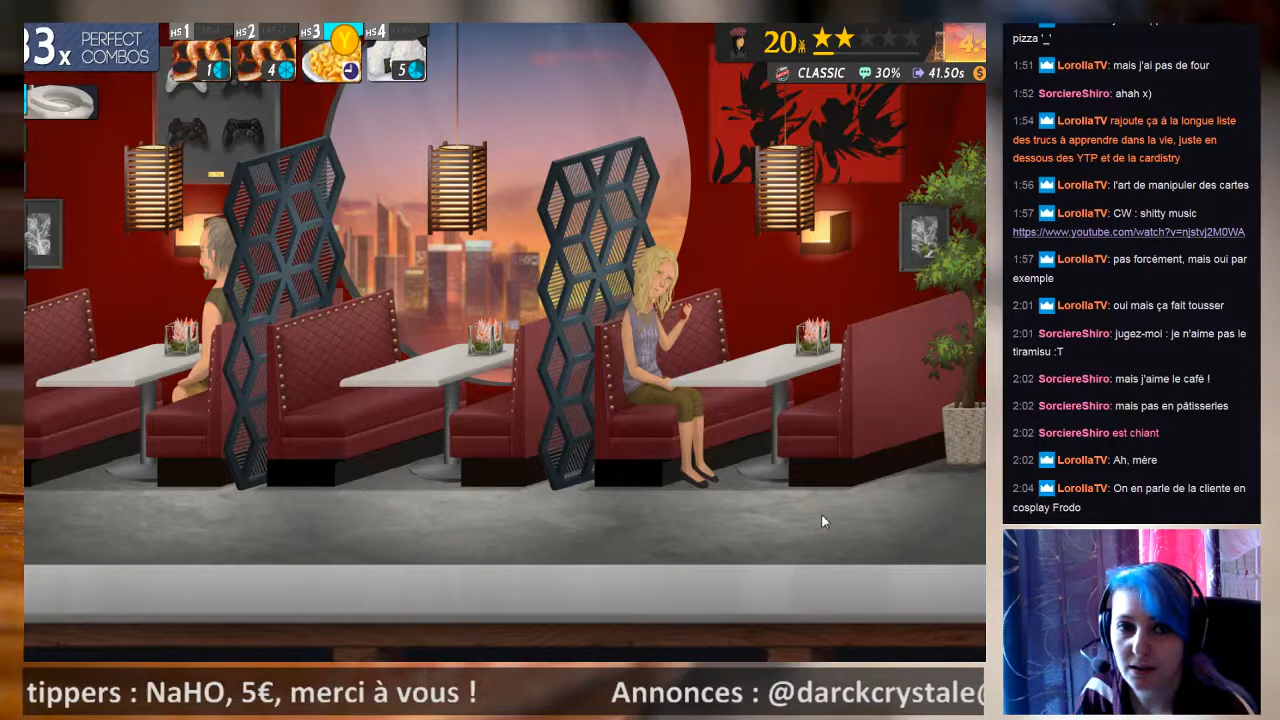 33x PERFECT
COMBOS
HS1
1
HS2
4
HS3
Y
HS4
5
20
CLASSIC 30% 41.50s
pizza '_'
1:51 LorollaTV: mais j'ai pas de four
1:52 SorciereShiro: ahah x)
1:54 LorollaTV rajoute ça à la longue liste
des trucs à apprendre dans la vie, juste en
dessous des YTP et de la cardistry
1:56 LorollaTV: l'art de manipuler des cartes
1:57 LorollaTV: CW : shitty music
https://www.youtube.com/watch?v=njstvj2M0WA
1:57 LorollaTV: pas forcément, mais oui par
exemple
2:01 LorollaTV: oui mais ça fait tousser
2:01 SorciereShiro: jugez-moi : je n'aime pas le
tiramisu :T
2:02 SorciereShiro: mais j'aime le café !
2:02 SorciereShiro: mais pas en pâtisseries
2:02 SorciereShiro est chiant
2:02 LorollaTV: Ah, mère
2:04 LorollaTV: On en parle de la cliente en
cosplay Frodo
tippers : NaHO, 5€, merci à vous ! Annonces : @darckcrystale